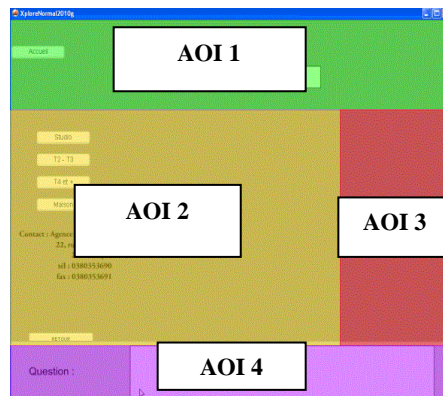 XploreNormal2010g
AOI 1
Accueil
Studio
T2 - T3
T4 et +
Maison
AOI 2
AOI 3
Contact : Agence
22,
tél : 0380353690
fax : 0380353691
RETOUR
AOI 4
Question :